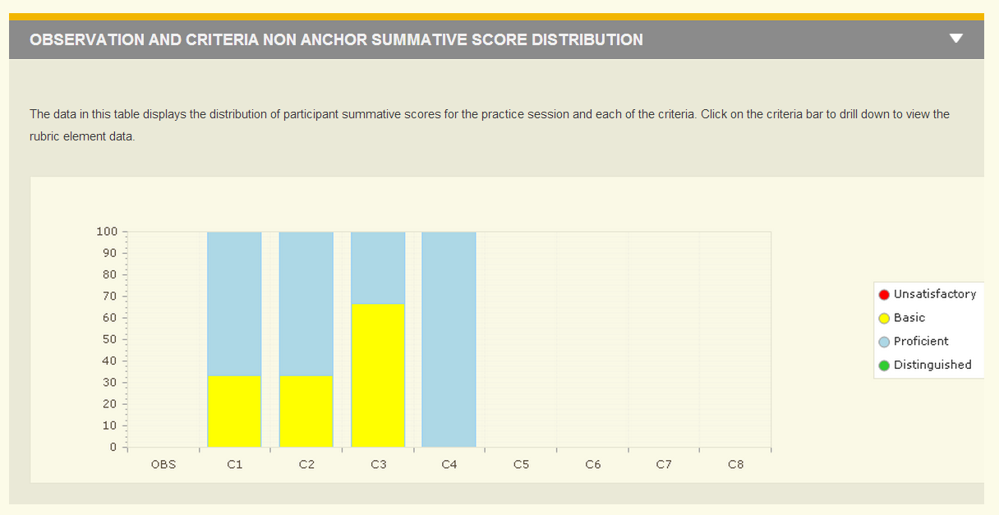 OBSERVATION AND CRITERIA NON ANCHOR SUMMATIVE SCORE DISTRIBUTION
The data in this table displays the distribution of participant summative scores for the practice session and each of the criteria. Click on the criteria bar to drill down to view the
rubric element data.
100
90
80
70
60
50
40
30
20
10
0
OBS C1 C2 C3 C4 C5 C6 C7 C8
Unsatisfactory
Basic
Proficient
Distinguished